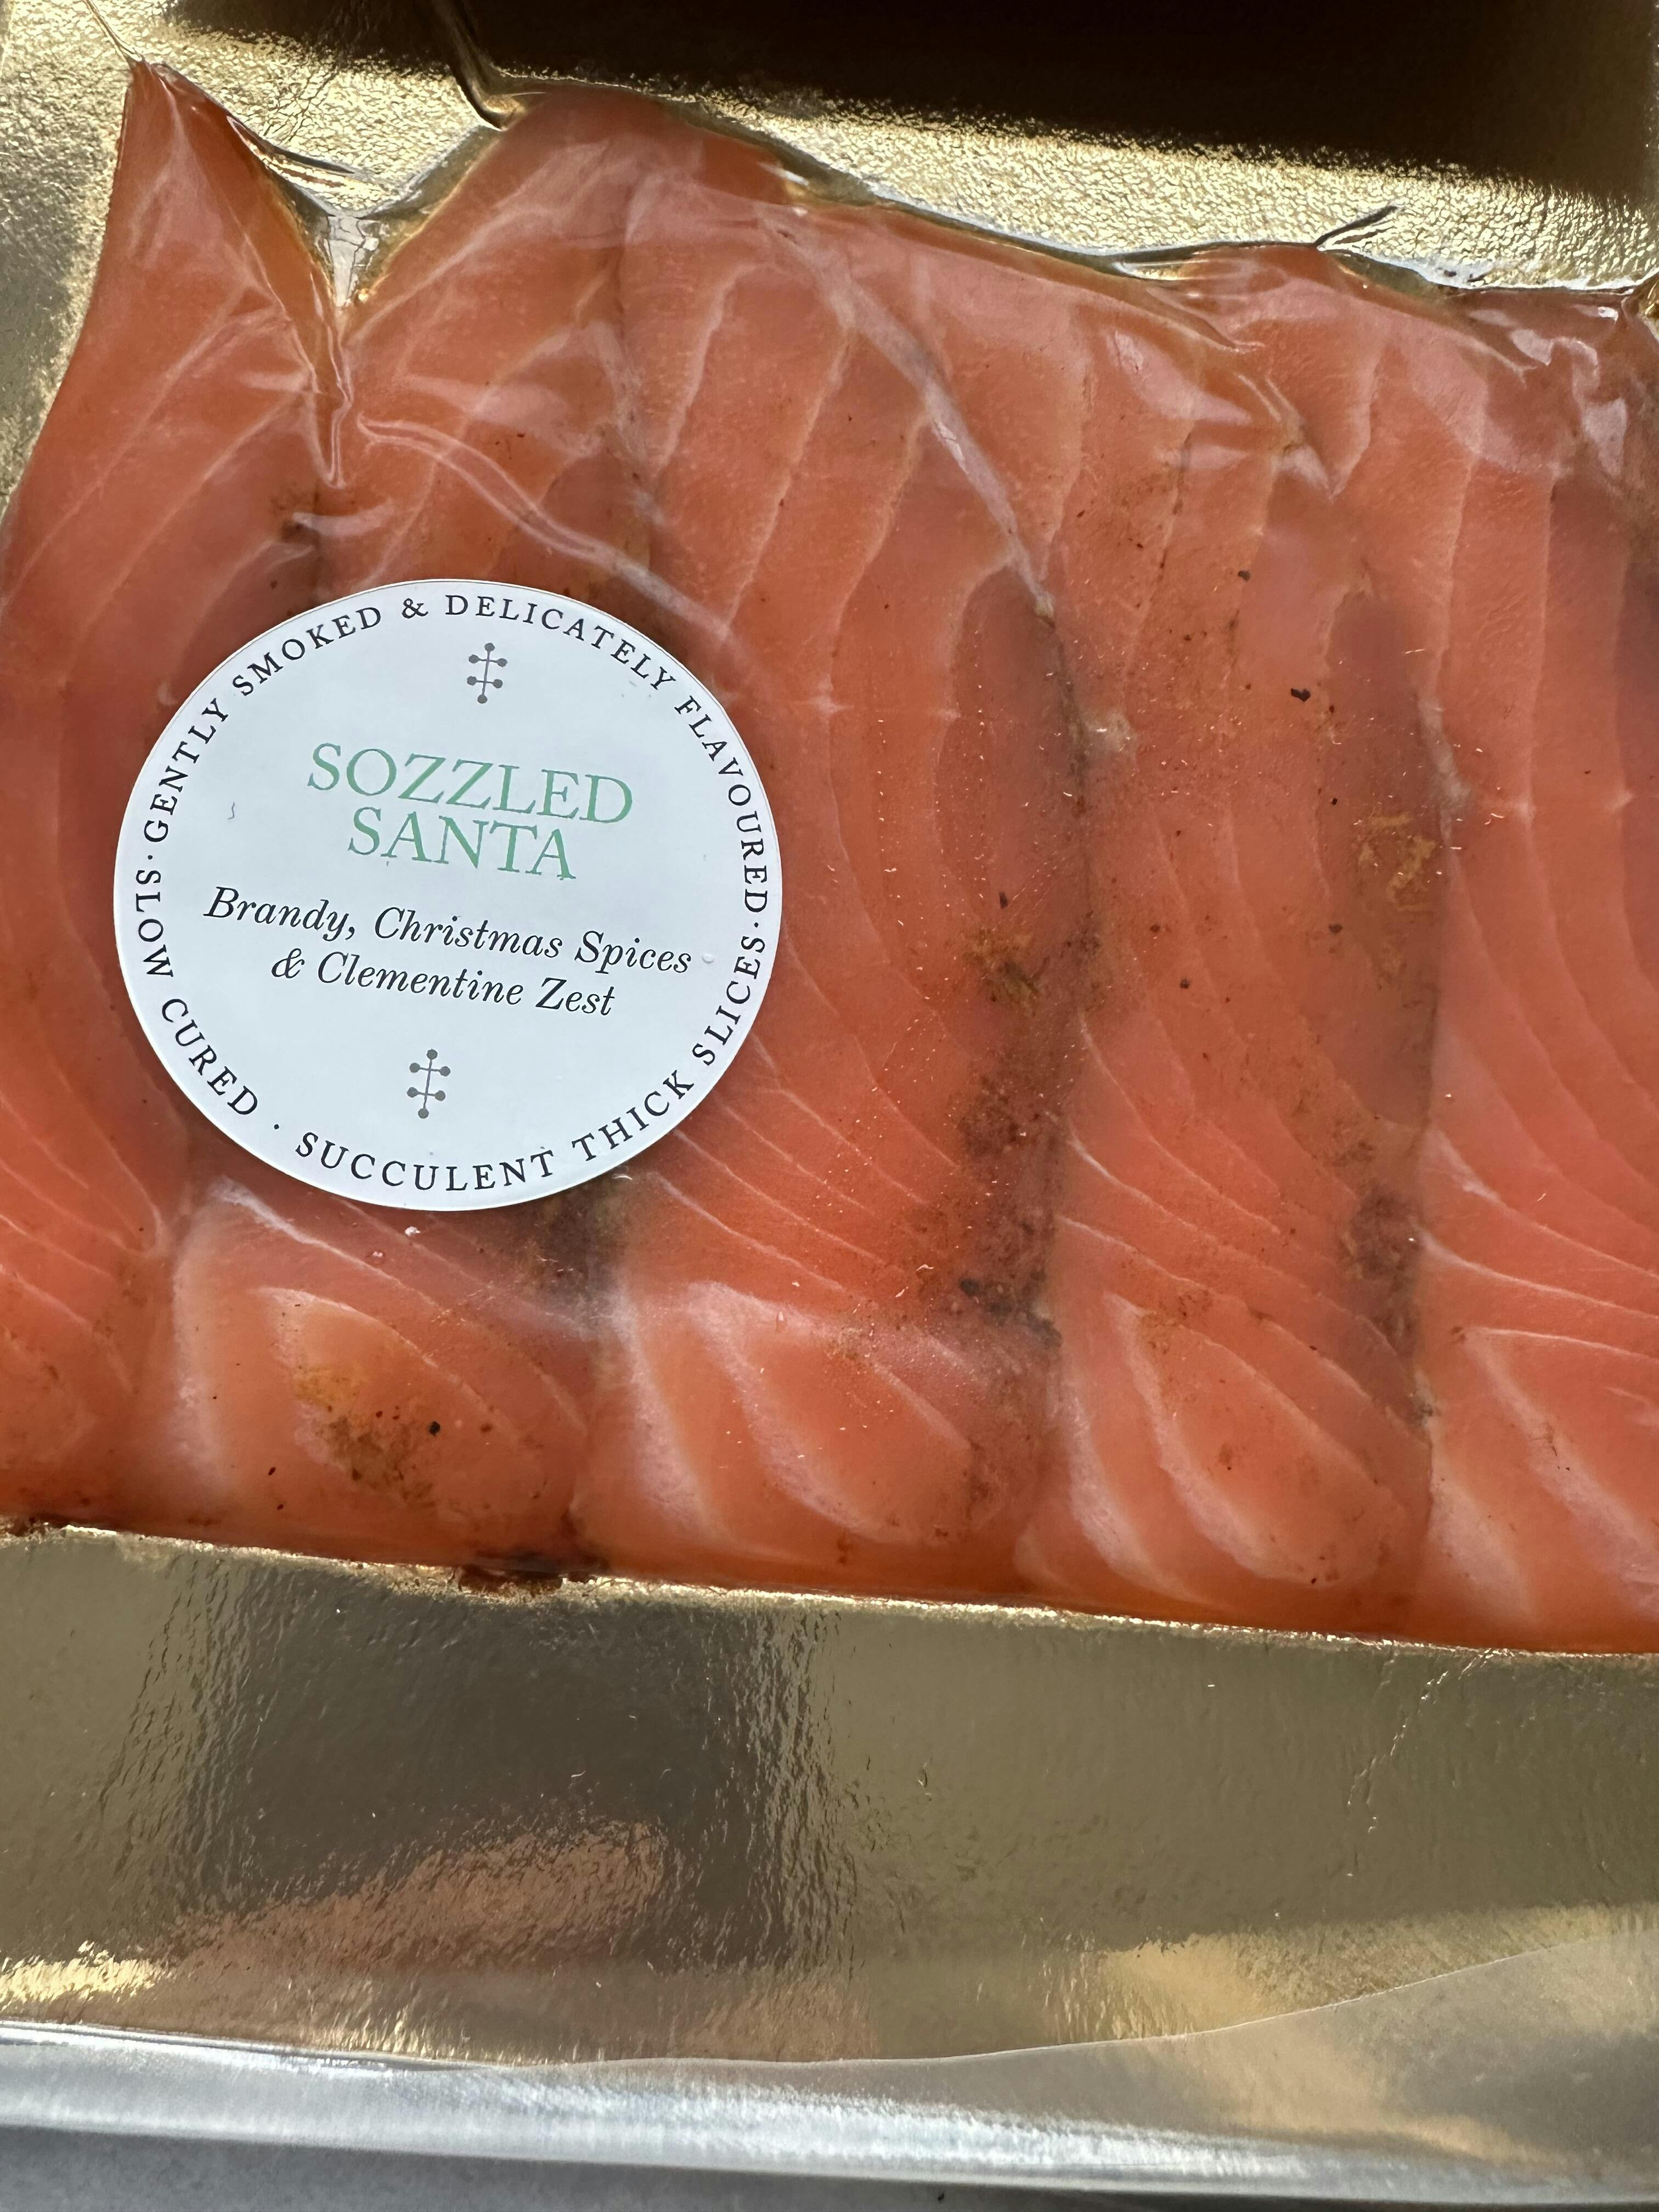 GENTLY SMOKED & DELICATELY FLAVOURED · SUCCULENT THICK SLICES · SLOW CURED ·
SOZZLED
SANTA
Brandy, Christmas Spices
& Clementine Zest